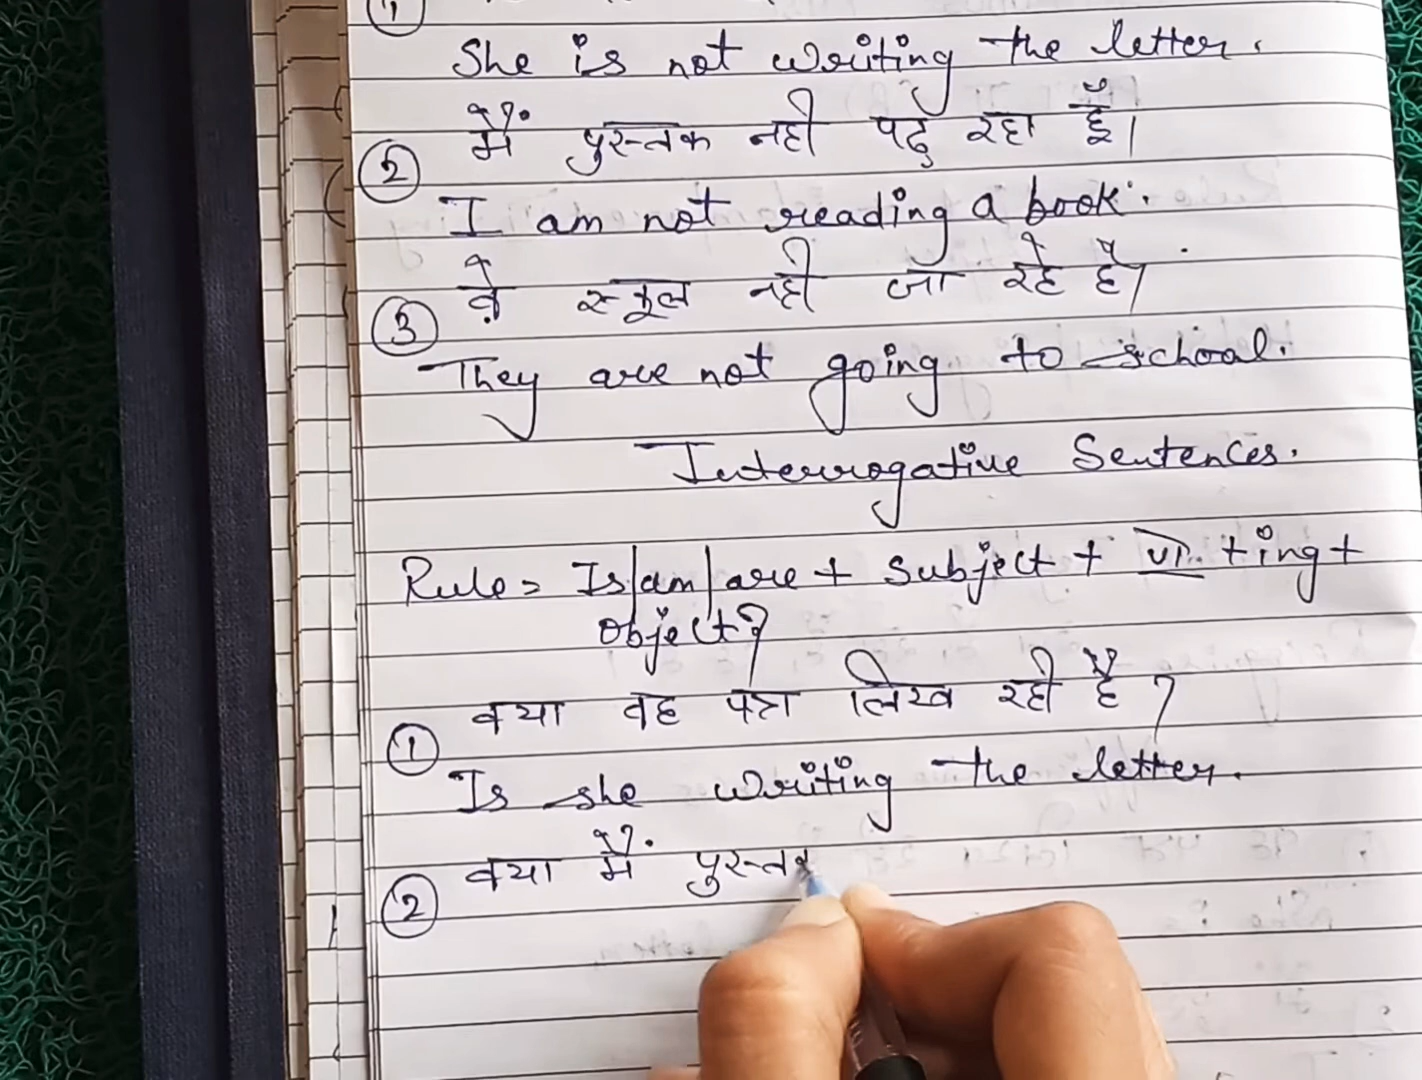 ①
She is not writing the letter.
② मैं पुस्तक नही पढ़ रहा हूँ।
I am not reading a book.
③ वे स्कूल नही जा रहे है।
They are not going to school.
Interrogative Sentences.
Rule = Is/am/are + Subject + v1 + ing +
object?
① क्या वह पत्र लिख रही है ?
Is she writing the letter.
② क्या मैं पुस्तक